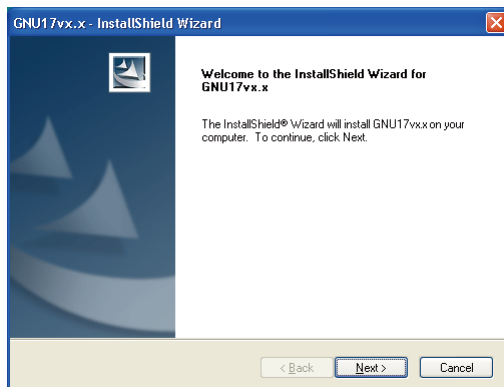 GNU17vx.x - InstallShield Wizard
Welcome to the InstallShield Wizard for
GNU17vx.x
The InstallShield® Wizard will install GNU17vx.x on your
computer. To continue, click Next.
< Back
Next >
Cancel